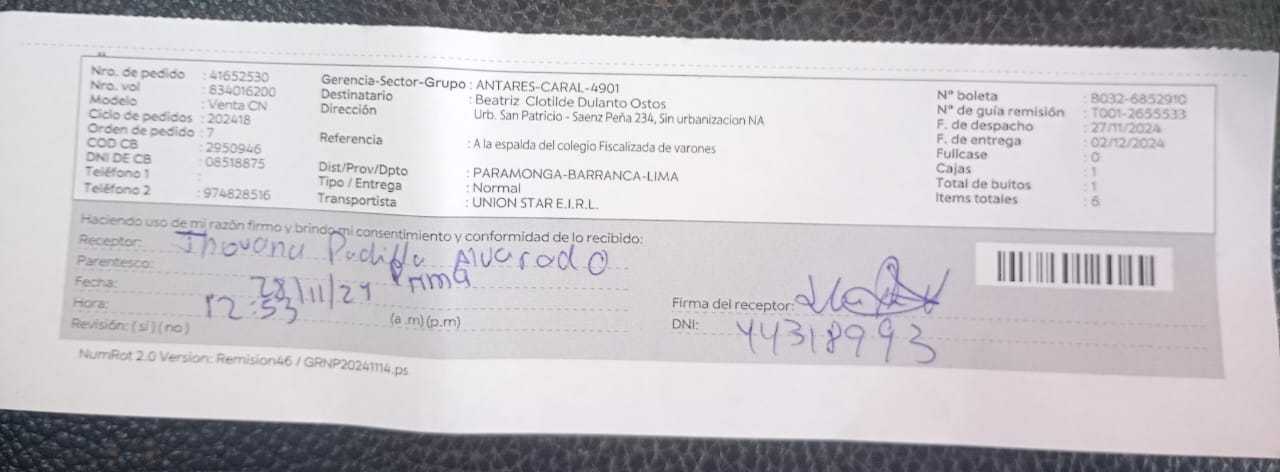 Nro. de pedido : 41652530
Nro. vol : 834016200
Modelo : Venta CN
Ciclo de pedidos : 202418
Orden de pedido : 7
COD CB : 2950946
DNI DE CB : 08518875
Teléfono 1 :
Teléfono 2 : 974828516
Gerencia-Sector-Grupo : ANTARES-CARAL-4901
Destinatario : Beatriz Clotilde Dulanto Ostos
Dirección Urb. San Patricio - Saenz Peña 234, Sin urbanizacion NA
Referencia : A la espalda del colegio Fiscalizada de varones
Dist/Prov/Dpto : PARAMONGA-BARRANCA-LIMA
Tipo / Entrega : Normal
Transportista : UNION STAR E.I.R.L.
N° boleta : B032-6852910
N° de guía remisión : T001-2655533
F. de despacho : 27/11/2024
F. de entrega : 02/12/2024
Fullcase : 0
Cajas : 1
Total de bultos : 1
Items totales : 6
Haciendo uso de mi razón firmo y brindo mi consentimiento y conformidad de lo recibido:
Receptor: Jhovana Padilla Alvarado
Parentesco: Prima
Fecha: 28/11/24
Hora: 12:53 (a.m)(p.m)
Revisión: (si) (no)
Firma del receptor:
DNI: 44318993
NumRot 2.0 Version: Remision46 / GRNP20241114.ps